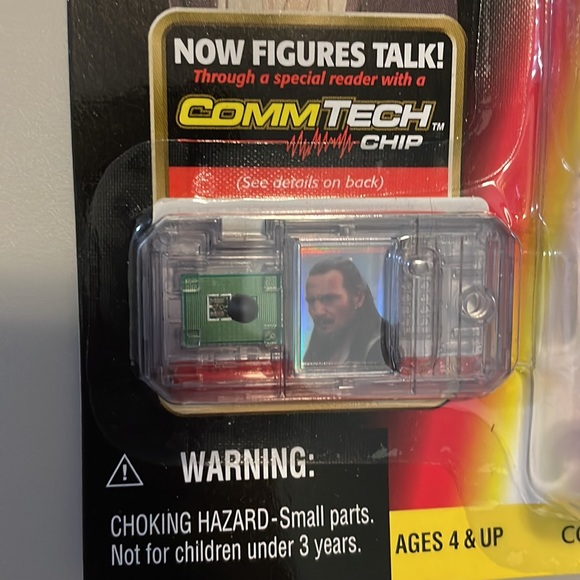 NOW FIGURES TALK!
Through a special reader with a
COMMTECH™
CHIP
(See details on back)
WARNING:
CHOKING HAZARD-Small parts.
Not for children under 3 years.
AGES 4 & UP